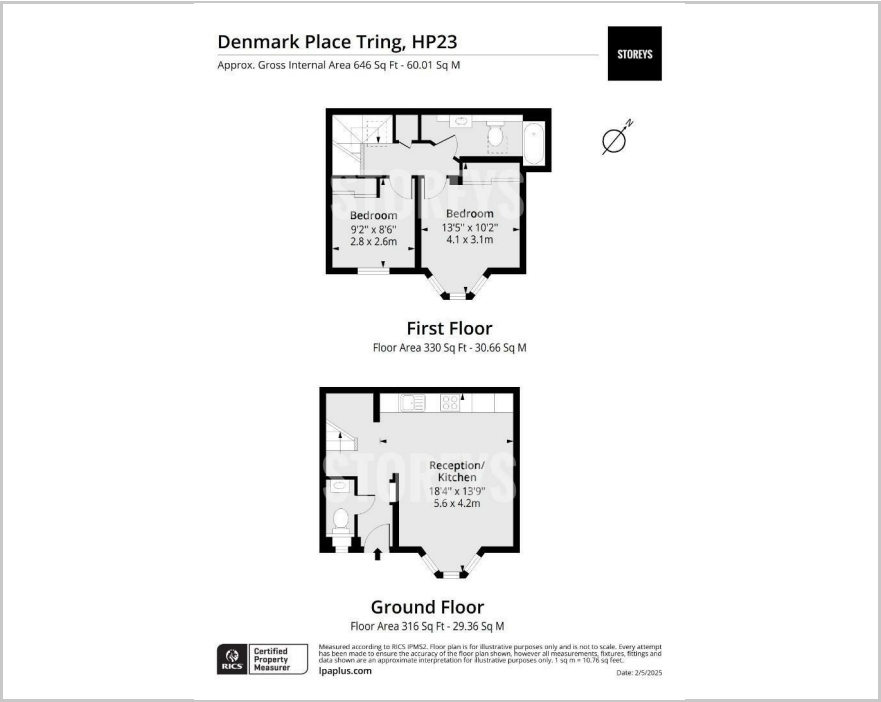 Denmark Place Tring, HP23
Approx. Gross Internal Area 646 Sq Ft - 60.01 Sq M
STOREYS
N
STOREYS
Bedroom
9'2" x 8'6"
2.8 x 2.6m
Bedroom
13'5" x 10'2"
4.1 x 3.1m
First Floor
Floor Area 330 Sq Ft - 30.66 Sq M
STOREYS
Reception/
Kitchen
18'4" x 13'9"
5.6 x 4.2m
Ground Floor
Floor Area 316 Sq Ft - 29.36 Sq M
RICS
Certified
Property
Measurer
Measured according to RICS IPMS2. Floor plan is for illustrative purposes only and is not to scale. Every attempt
has been made to ensure the accuracy of the floor plan shown, however all measurements, fixtures, fittings and
data shown are an approximate interpretation for illustrative purposes only. 1 sq m = 10.76 sq feet.
lpaplus.com
Date: 2/5/2025